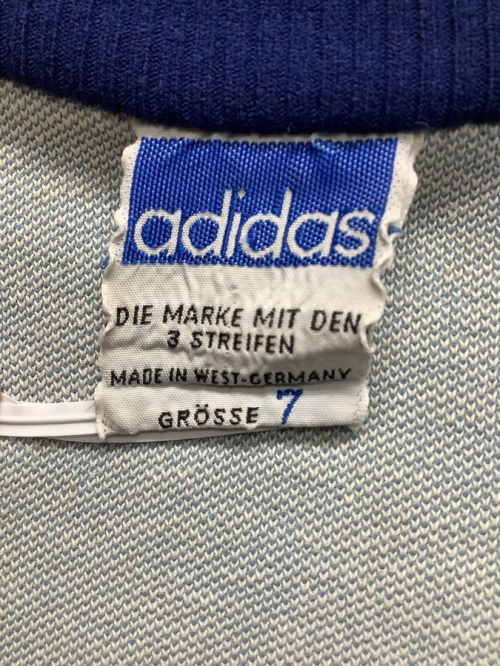 adidas
DIE MARKE MIT DEN
3 STREIFEN
MADE IN WEST-GERMANY
GRÖSSE 7